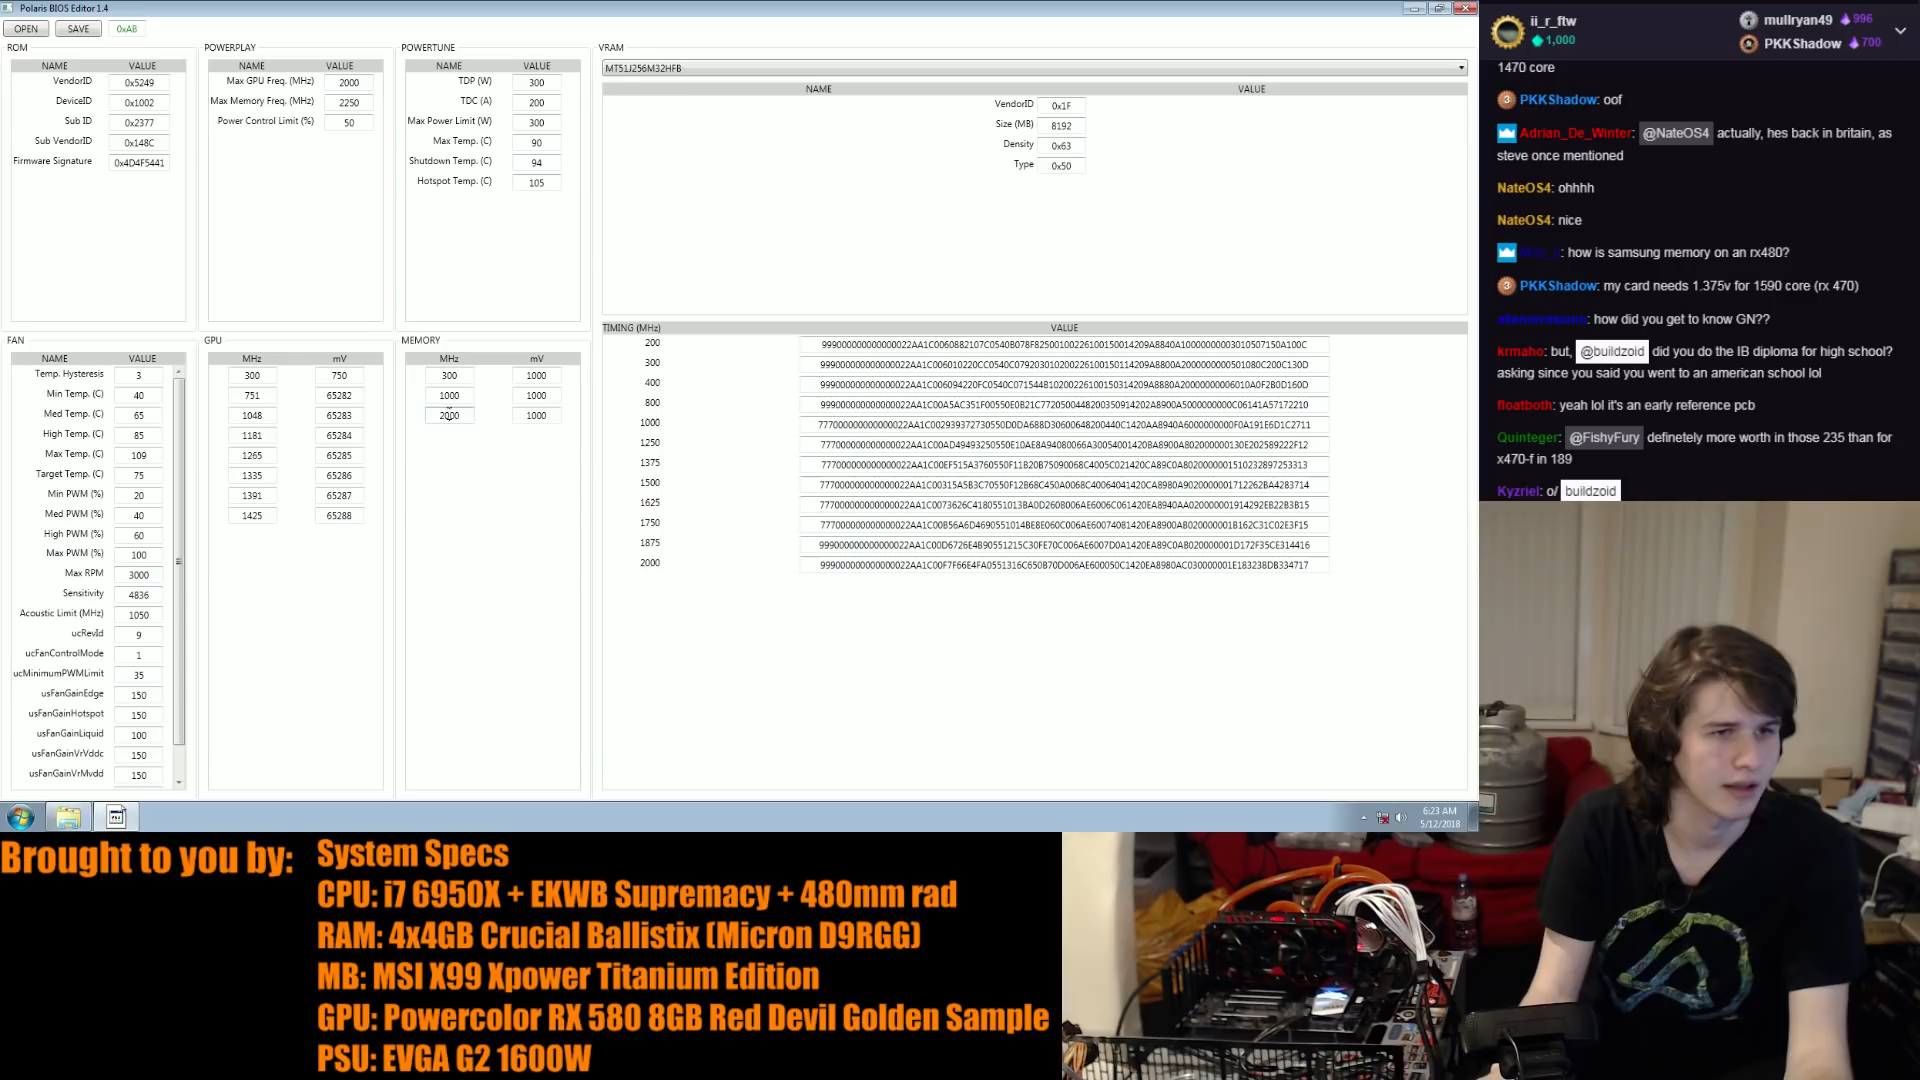 Polaris BIOS Editor 1.4
OPEN SAVE 0xAB
ROM
NAME VALUE
VendorID 0x5249
DeviceID 0x1002
Sub ID 0x2377
Sub VendorID 0x148C
Firmware Signature 0x4D4F5441
POWERPLAY
NAME VALUE
Max GPU Freq. (MHz) 2000
Max Memory Freq. (MHz) 2250
Power Control Limit (%) 50
POWERTUNE
NAME VALUE
TDP (W) 300
TDC (A) 200
Max Power Limit (W) 300
Max Temp. (C) 90
Shutdown Temp. (C) 94
Hotspot Temp. (C) 105
VRAM
MT51J256M32HFB
NAME VALUE
VendorID 0x1F
Size (MB) 8192
Density 0x63
Type 0x50
FAN
NAME VALUE
Temp. Hysteresis 3
Min Temp. (C) 40
Med Temp. (C) 65
High Temp. (C) 85
Max Temp. (C) 109
Target Temp. (C) 75
Min PWM (%) 20
Med PWM (%) 40
High PWM (%) 60
Max PWM (%) 100
Max RPM 3000
Sensitivity 4836
Acoustic Limit (MHz) 1050
ucRevId 9
ucFanControlMode 1
ucMinimumPWMLimit 35
usFanGainEdge 150
usFanGainHotspot 150
usFanGainLiquid 100
usFanGainVrVddc 150
usFanGainVrMvdd 150
GPU
MHz mV
300 750
751 65282
1048 65283
1181 65284
1265 65285
1335 65286
1391 65287
1425 65288
MEMORY
MHz mV
300 1000
1000 1000
2000 1000
TIMING (MHz) VALUE
200
300
400
800
1000
1250
1375
1500
1625
1750
1875
2000
6:23 AM
5/12/2018
ii_r_ftw
1,000
mullryan49 996
PKKShadow 700
1470 core
PKKShadow: oof
Adrian_De_Winter: @NateOS4 actually, hes back in britain, as
steve once mentioned
NateOS4: ohhhh
NateOS4: nice
: how is samsung memory on an rx480?
PKKShadow: my card needs 1.375v for 1590 core (rx 470)
: how did you get to know GN??
krmaho: but, @buildzoid did you do the IB diploma for high school?
asking since you said you went to an american school lol
floatboth: yeah lol it's an early reference pcb
Quinteger: @FishyFury definetely more worth in those 235 than for
x470-f in 189
Kyzriel: o/ buildzoid
Brought to you by:
System Specs
CPU: i7 6950X + EKWB Supremacy + 480mm rad
RAM: 4x4GB Crucial Ballistix (Micron D9RGG)
MB: MSI X99 Xpower Titanium Edition
GPU: Powercolor RX 580 8GB Red Devil Golden Sample
PSU: EVGA G2 1600W